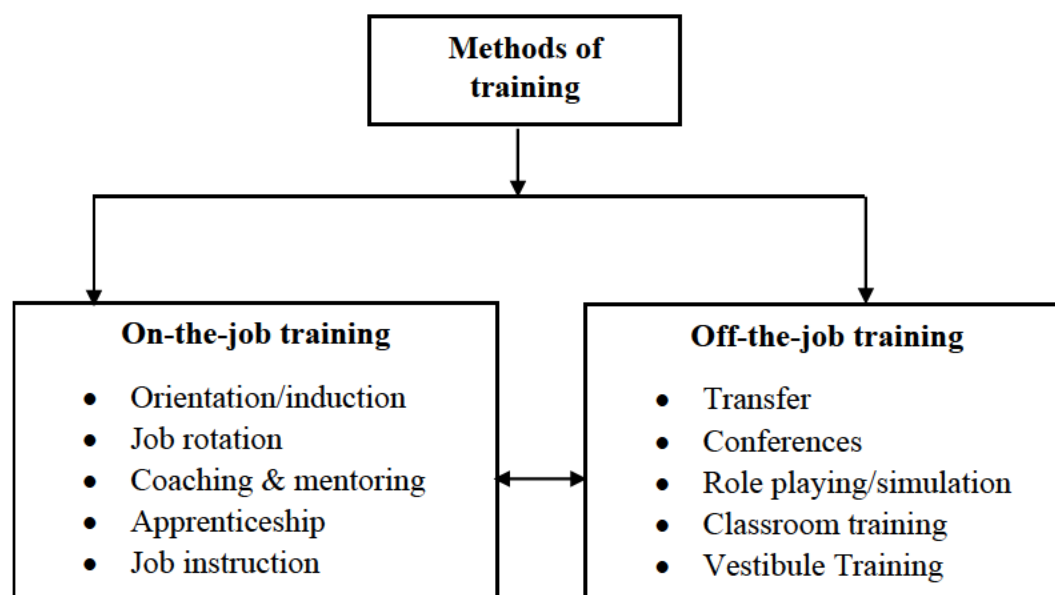 Methods of
training
On-the-job training
• Orientation/induction
• Job rotation
• Coaching & mentoring
• Apprenticeship
• Job instruction
Off-the-job training
• Transfer
• Conferences
• Role playing/simulation
• Classroom training
• Vestibule Training